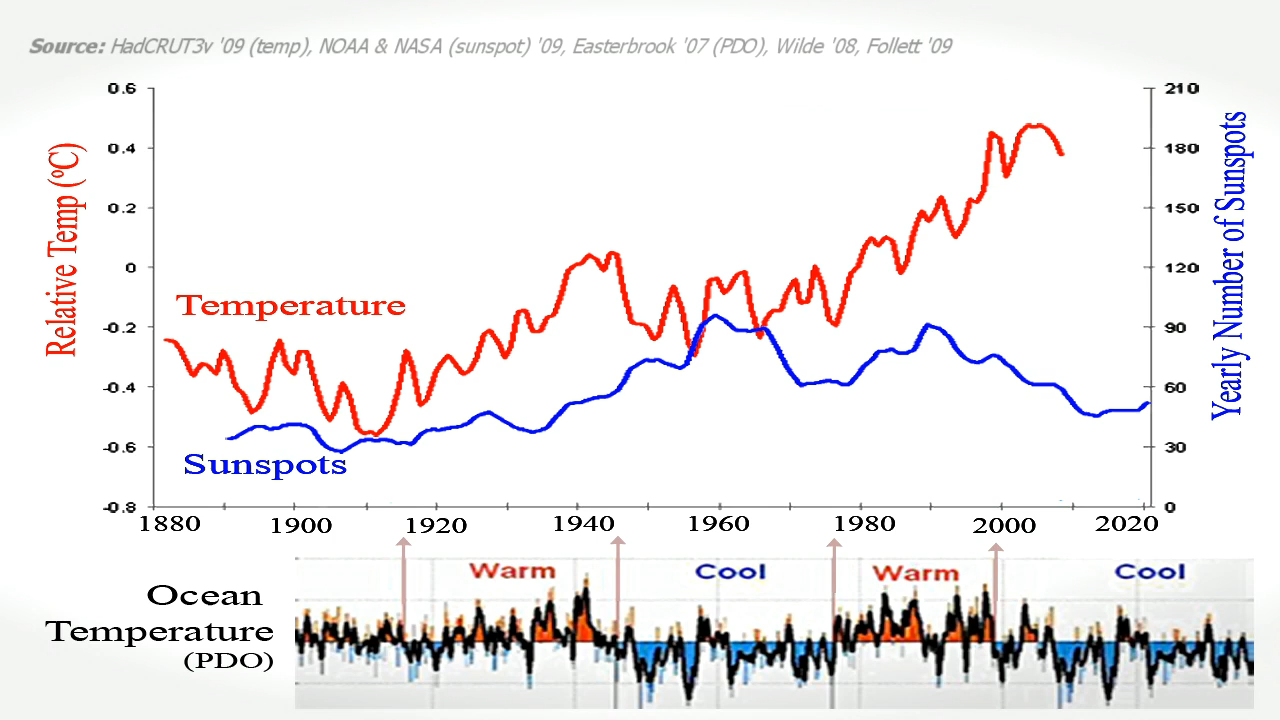 Source: HadCRUT3v '09 (temp), NOAA & NASA (sunspot) '09, Easterbrook '07 (PDO), Wilde '08, Follett '09
0.6
0.4
0.2
0
-0.2
-0.4
-0.6
-0.8
Relative Temp (ºC)
Temperature
Sunspots
210
180
150
120
90
60
30
0
Yearly Number of Sunspots
1880 1900 1920 1940 1960 1980 2000 2020
Warm Cool Warm Cool
Ocean
Temperature
(PDO)